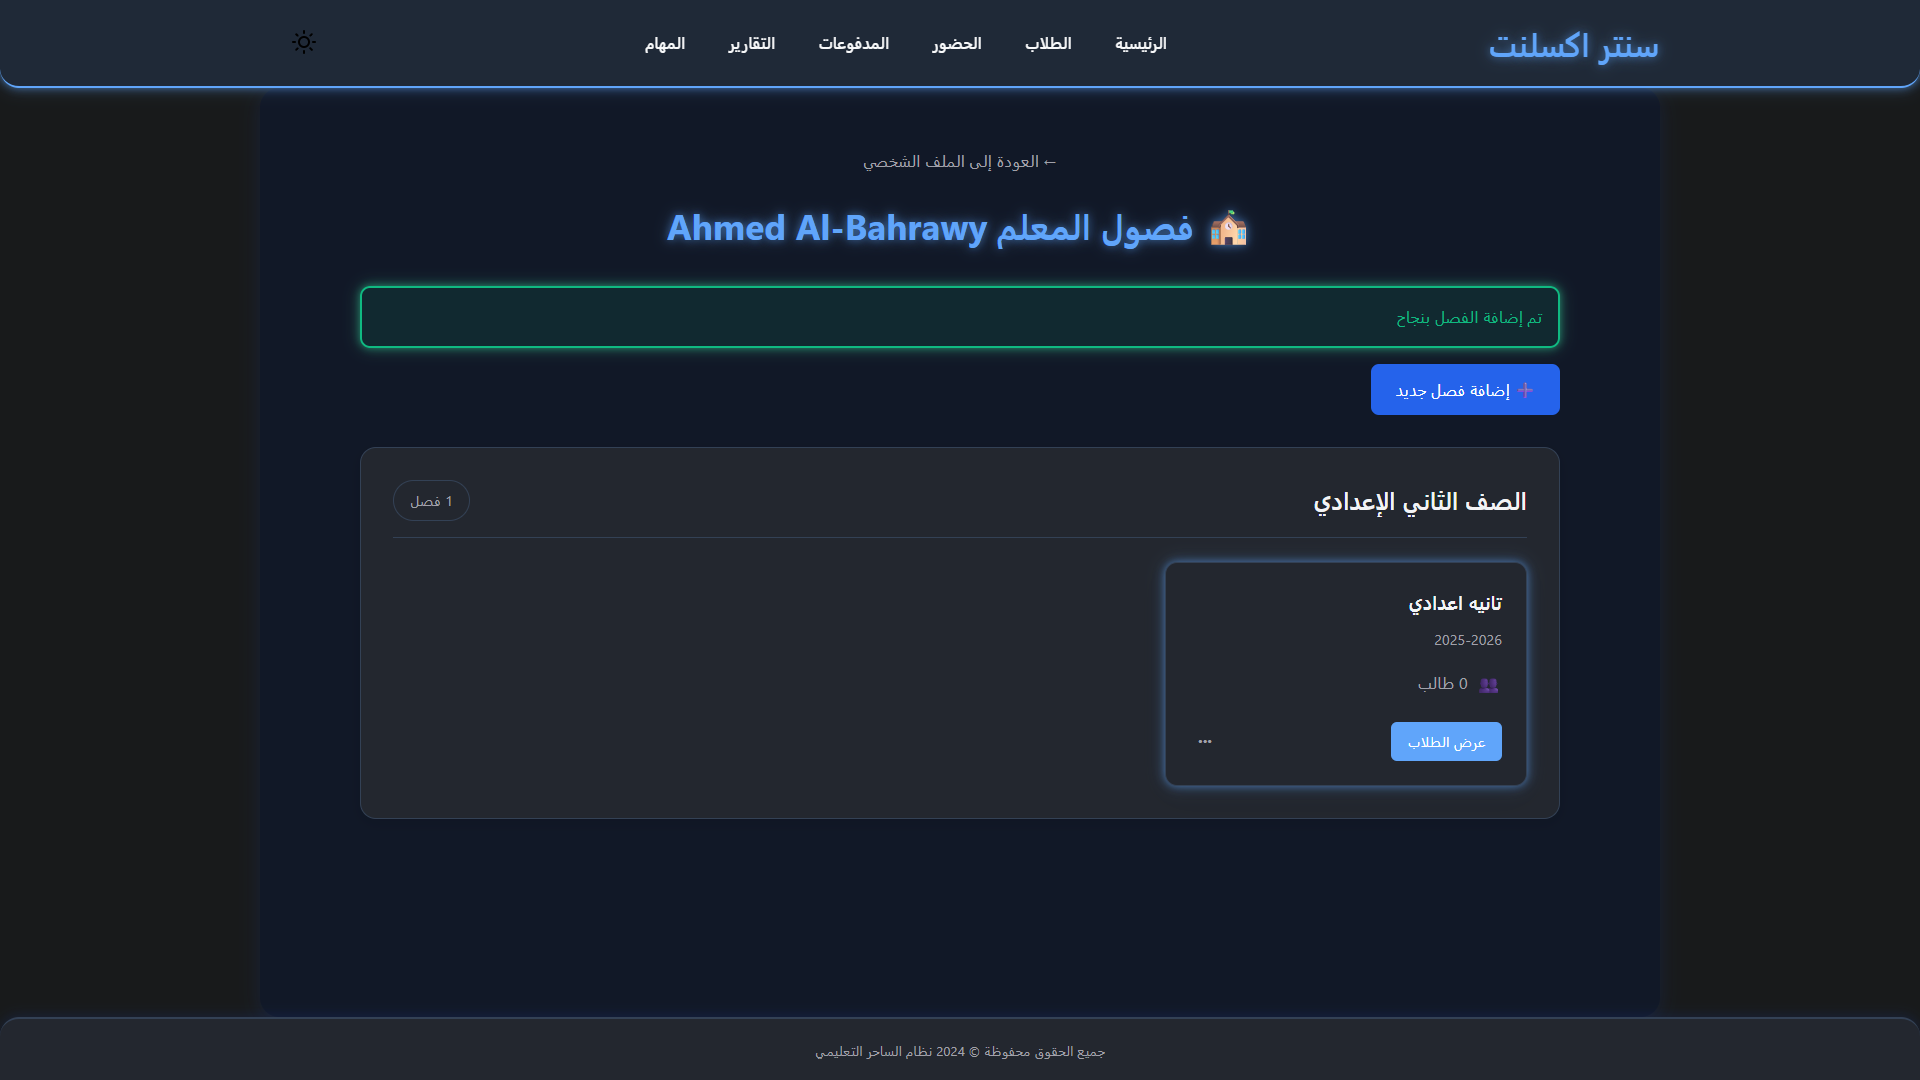 سنتر اكسلنت
الرئيسية
الطلاب
الحضور
المدفوعات
التقارير
المهام
← العودة إلى الملف الشخصي
🏫 فصول المعلم Ahmed Al-Bahrawy
تم إضافة الفصل بنجاح
➕ إضافة فصل جديد
الصف الثاني الإعدادي
1 فصل
تانيه اعدادي
2025-2026
👥 0 طالب
عرض الطلاب
•••
جميع الحقوق محفوظة © 2024 نظام الساحر التعليمي